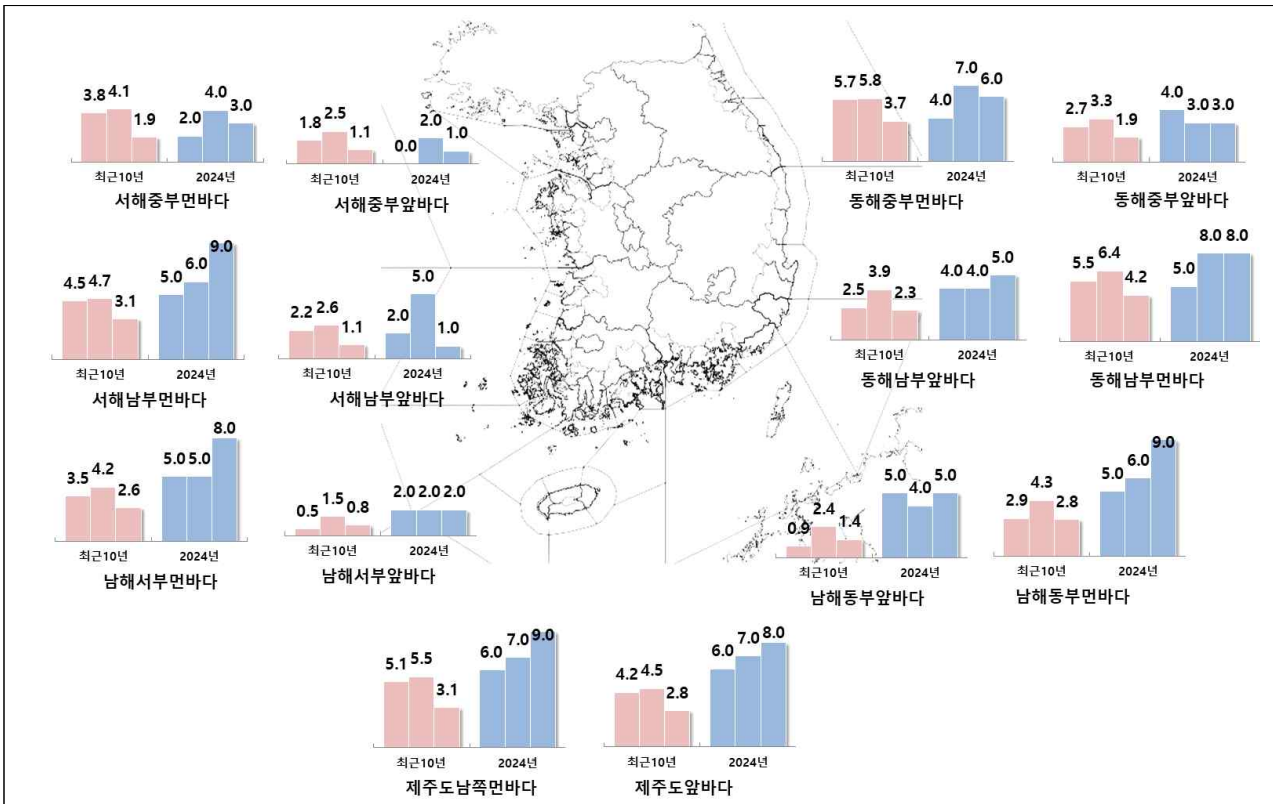 3.8 4.1 1.9 2.0 4.0 3.0
최근10년 2024년
서해중부먼바다
1.8 2.5 1.1 0.0 2.0 1.0
최근10년 2024년
서해중부앞바다
5.7 5.8 3.7 4.0 7.0 6.0
최근10년 2024년
동해중부먼바다
2.7 3.3 1.9 4.0 3.0 3.0
최근10년 2024년
동해중부앞바다
4.5 4.7 3.1 5.0 6.0 9.0
최근10년 2024년
서해남부먼바다
2.2 2.6 1.1 2.0 5.0 1.0
최근10년 2024년
서해남부앞바다
2.5 3.9 2.3 4.0 4.0 5.0
최근10년 2024년
동해남부앞바다
5.5 6.4 4.2 5.0 8.0 8.0
최근10년 2024년
동해남부먼바다
3.5 4.2 2.6 5.0 5.0 8.0
최근10년 2024년
남해서부먼바다
0.5 1.5 0.8 2.0 2.0 2.0
최근10년 2024년
남해서부앞바다
0.9 2.4 1.4 5.0 4.0 5.0
최근10년 2024년
남해동부앞바다
2.9 4.3 2.8 5.0 6.0 9.0
최근10년 2024년
남해동부먼바다
5.1 5.5 3.1 6.0 7.0 9.0
최근10년 2024년
제주도남쪽먼바다
4.2 4.5 2.8 6.0 7.0 8.0
최근10년 2024년
제주도앞바다